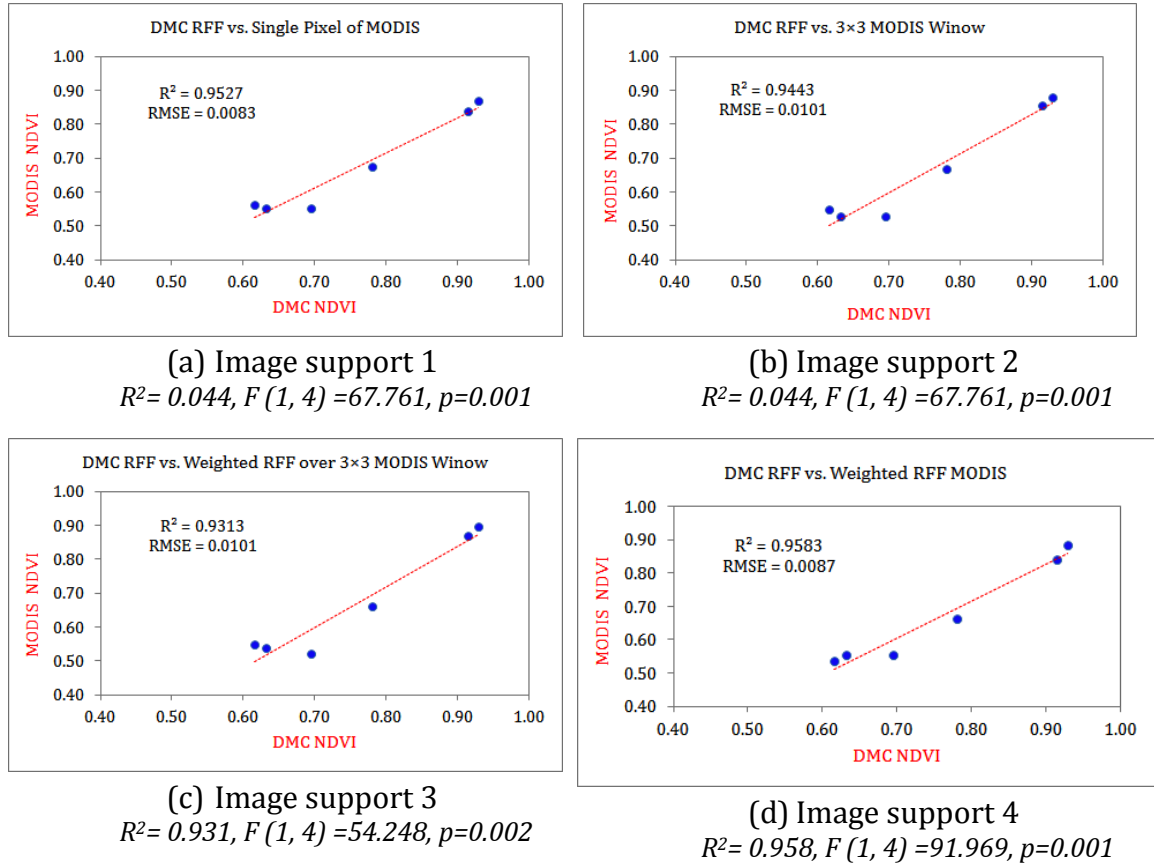 DMC RFF vs. Single Pixel of MODIS
1.00
0.90
0.80
0.70
0.60
0.50
0.40
R² = 0.9527
RMSE = 0.0083
MODIS NDVI
0.40 0.50 0.60 0.70 0.80 0.90 1.00
DMC NDVI
(a) Image support 1
R²= 0.044, F (1, 4) =67.761, p=0.001
DMC RFF vs. 3×3 MODIS Winow
1.00
0.90
0.80
0.70
0.60
0.50
0.40
R² = 0.9443
RMSE = 0.0101
MODIS NDVI
0.40 0.50 0.60 0.70 0.80 0.90 1.00
DMC NDVI
(b) Image support 2
R²= 0.044, F (1, 4) =67.761, p=0.001
DMC RFF vs. Weighted RFF over 3×3 MODIS Winow
1.00
0.90
0.80
0.70
0.60
0.50
0.40
R² = 0.9313
RMSE = 0.0101
MODIS NDVI
0.40 0.50 0.60 0.70 0.80 0.90 1.00
DMC NDVI
(c) Image support 3
R²= 0.931, F (1, 4) =54.248, p=0.002
DMC RFF vs. Weighted RFF MODIS
1.00
0.90
0.80
0.70
0.60
0.50
0.40
R² = 0.9583
RMSE = 0.0087
MODIS NDVI
0.40 0.50 0.60 0.70 0.80 0.90 1.00
DMC NDVI
(d) Image support 4
R²= 0.958, F (1, 4) =91.969, p=0.001